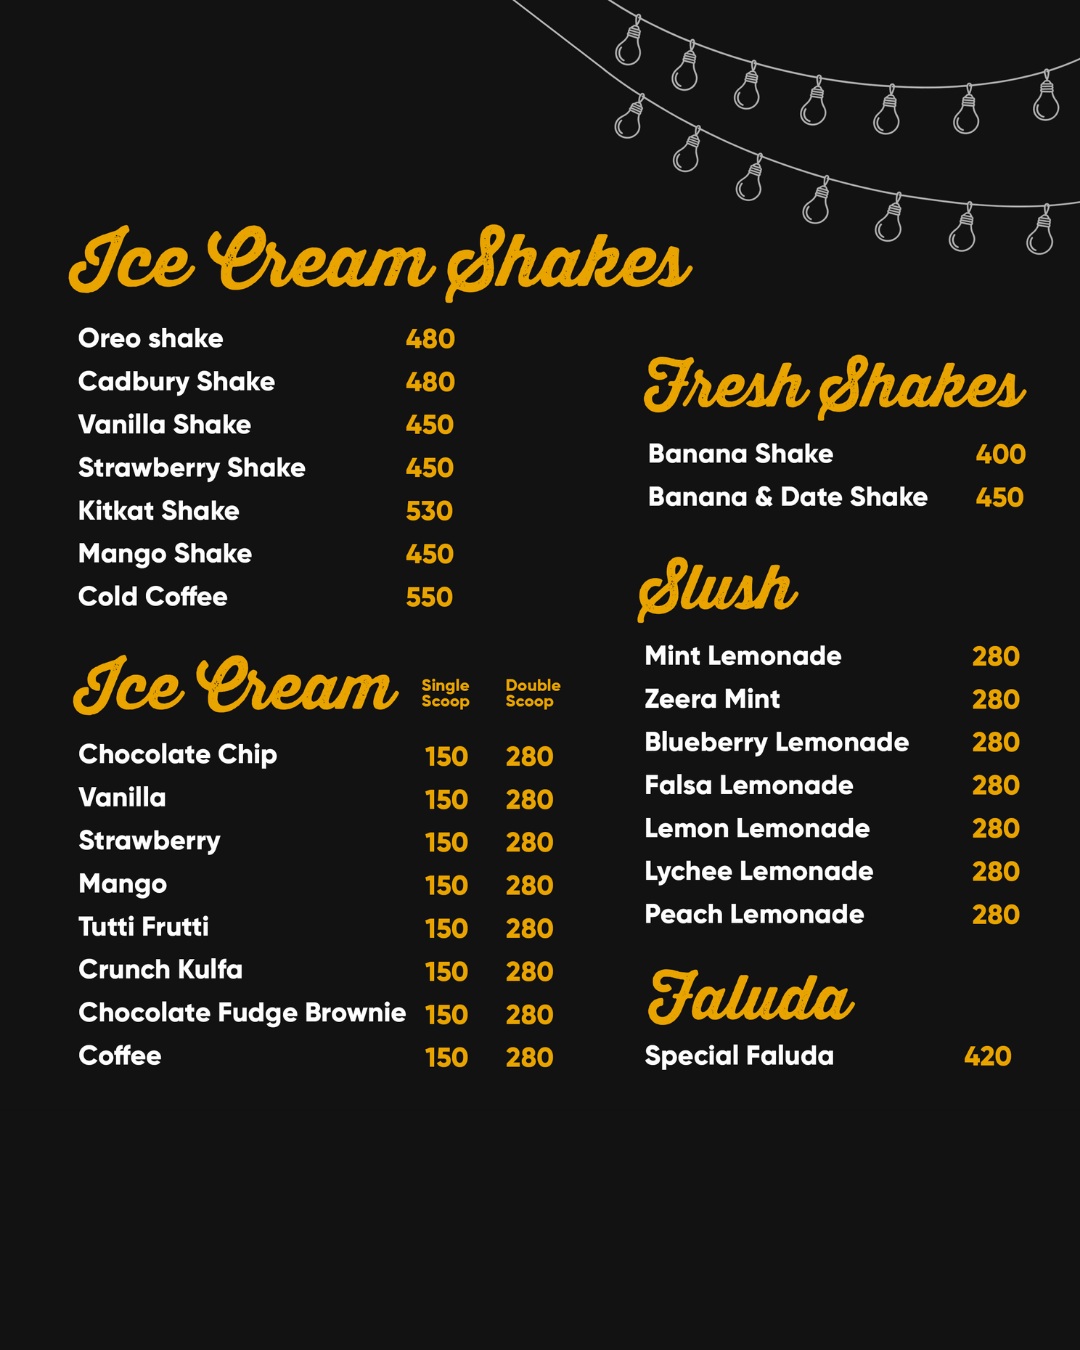 Ice Cream Shakes
Oreo shake 480
Cadbury Shake 480
Vanilla Shake 450
Strawberry Shake 450
Kitkat Shake 530
Mango Shake 450
Cold Coffee 550
Ice Cream Single Scoop Double Scoop
Chocolate Chip 150 280
Vanilla 150 280
Strawberry 150 280
Mango 150 280
Tutti Frutti 150 280
Crunch Kulfa 150 280
Chocolate Fudge Brownie 150 280
Coffee 150 280
Fresh Shakes
Banana Shake 400
Banana & Date Shake 450
Slush
Mint Lemonade 280
Zeera Mint 280
Blueberry Lemonade 280
Falsa Lemonade 280
Lemon Lemonade 280
Lychee Lemonade 280
Peach Lemonade 280
Faluda
Special Faluda 420